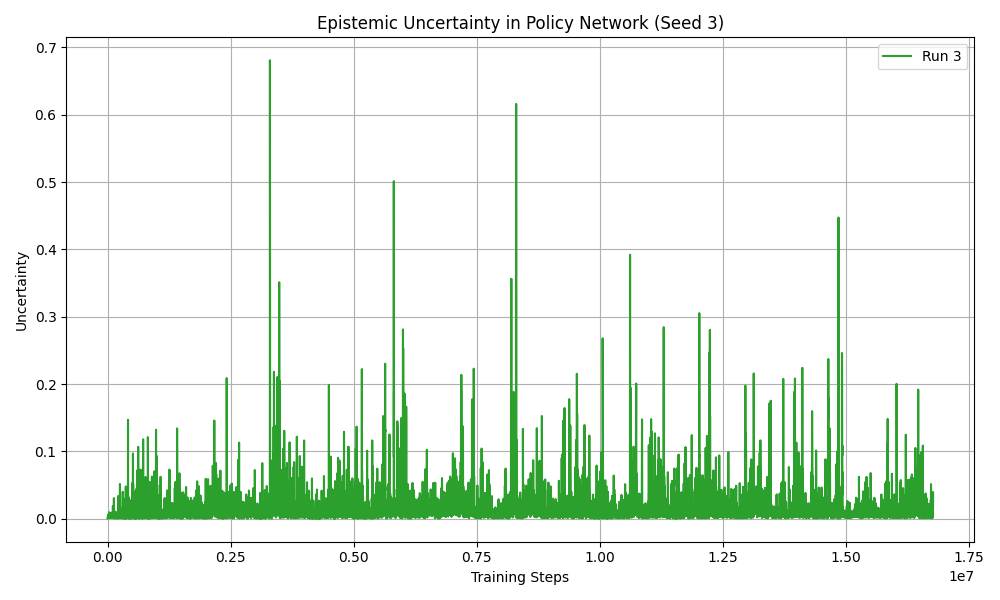 Epistemic Uncertainty in Policy Network (Seed 3)
Run 3
Uncertainty
0.7
0.6
0.5
0.4
0.3
0.2
0.1
0.0
0.00 0.25 0.50 0.75 1.00 1.25 1.50 1.75
1e7
Training Steps